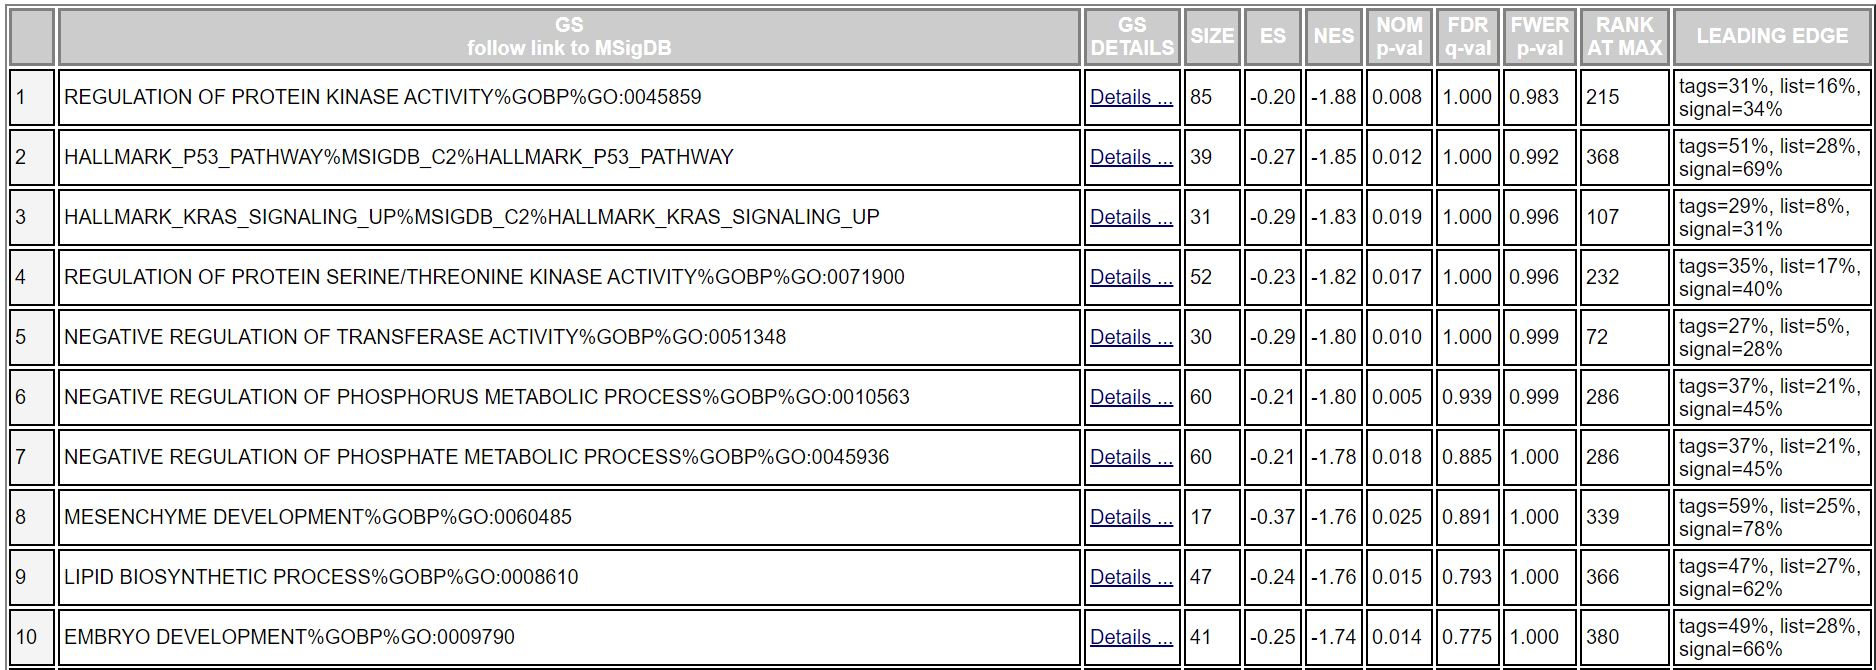 GS
follow link to MSigDB
GS
DETAILS
SIZE
ES
NES
NOM
p-val
FDR
q-val
FWER
p-val
RANK
AT MAX
LEADING EDGE
1 REGULATION OF PROTEIN KINASE ACTIVITY%GOBP%GO:0045859 Details ... 85 -0.20 -1.88 0.008 1.000 0.983 215 tags=31%, list=16%,
signal=34%
2 HALLMARK_P53_PATHWAY%MSIGDB_C2%HALLMARK_P53_PATHWAY Details ... 39 -0.27 -1.85 0.012 1.000 0.992 368 tags=51%, list=28%,
signal=69%
3 HALLMARK_KRAS_SIGNALING_UP%MSIGDB_C2%HALLMARK_KRAS_SIGNALING_UP Details ... 31 -0.29 -1.83 0.019 1.000 0.996 107 tags=29%, list=8%,
signal=31%
4 REGULATION OF PROTEIN SERINE/THREONINE KINASE ACTIVITY%GOBP%GO:0071900 Details ... 52 -0.23 -1.82 0.017 1.000 0.996 232 tags=35%, list=17%,
signal=40%
5 NEGATIVE REGULATION OF TRANSFERASE ACTIVITY%GOBP%GO:0051348 Details ... 30 -0.29 -1.80 0.010 1.000 0.999 72 tags=27%, list=5%,
signal=28%
6 NEGATIVE REGULATION OF PHOSPHORUS METABOLIC PROCESS%GOBP%GO:0010563 Details ... 60 -0.21 -1.80 0.005 0.939 0.999 286 tags=37%, list=21%,
signal=45%
7 NEGATIVE REGULATION OF PHOSPHATE METABOLIC PROCESS%GOBP%GO:0045936 Details ... 60 -0.21 -1.78 0.018 0.885 1.000 286 tags=37%, list=21%,
signal=45%
8 MESENCHYME DEVELOPMENT%GOBP%GO:0060485 Details ... 17 -0.37 -1.76 0.025 0.891 1.000 339 tags=59%, list=25%,
signal=78%
9 LIPID BIOSYNTHETIC PROCESS%GOBP%GO:0008610 Details ... 47 -0.24 -1.76 0.015 0.793 1.000 366 tags=47%, list=27%,
signal=62%
10 EMBRYO DEVELOPMENT%GOBP%GO:0009790 Details ... 41 -0.25 -1.74 0.014 0.775 1.000 380 tags=49%, list=28%,
signal=66%